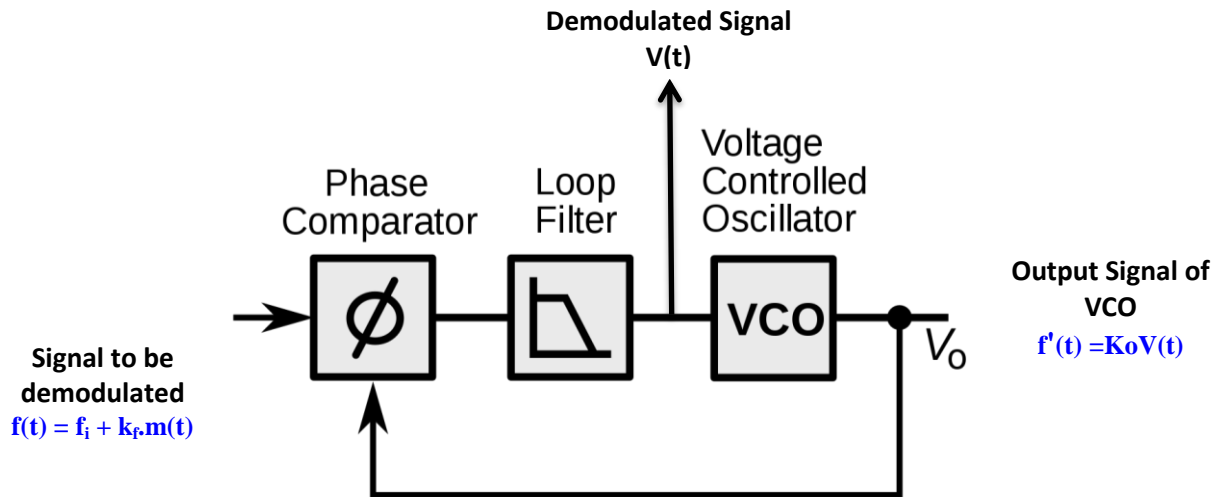 Demodulated Signal
V(t)
Phase
Comparator
Loop
Filter
Voltage
Controlled
Oscillator
Φ
VCO
Vo
Signal to be
demodulated
f(t) = fi + kf.m(t)
Output Signal of
VCO
f'(t) =KoV(t)